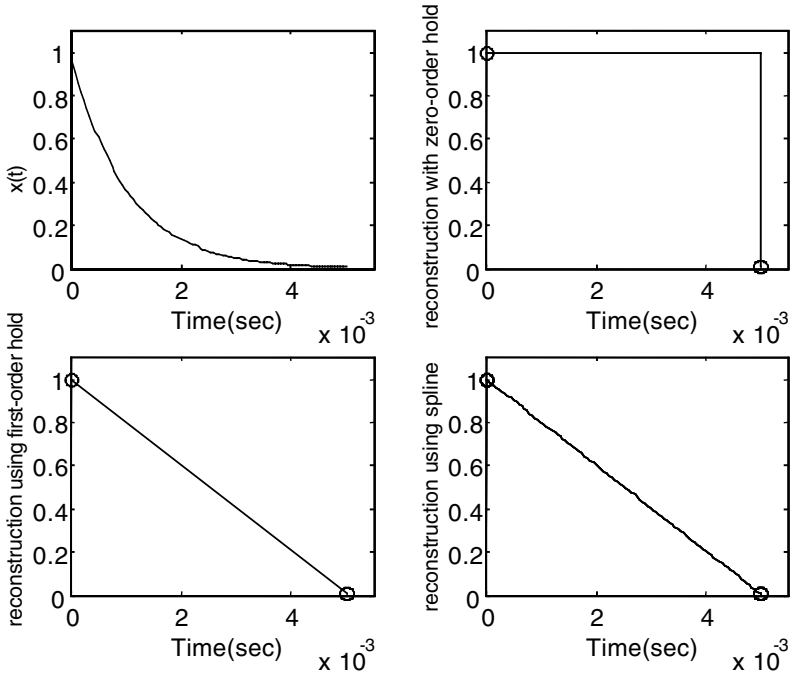 x(t)
1
0.8
0.6
0.4
0.2
0
0 2 4
Time(sec)
x 10-3
reconstruction with zero-order hold
1
0.8
0.6
0.4
0.2
0
0 2 4
Time(sec)
x 10-3
reconstruction using first-order hold
1
0.8
0.6
0.4
0.2
0
0 2 4
Time(sec)
x 10-3
reconstruction using spline
1
0.8
0.6
0.4
0.2
0
0 2 4
Time(sec)
x 10-3